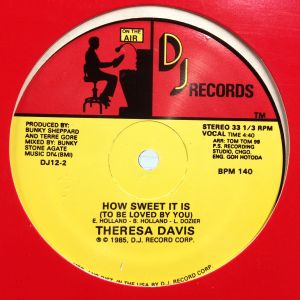 ON THE
AIR
DJ RECORDS
TM
PRODUCED BY:
BUNKY SHEPPARD
AND TERRE GORE
MIXED BY: BUNKY
STONE AGATE
MUSIC DIV.(BMI)
DJ12-2
STEREO 33 1/3 RPM
VOCAL TIME 4:40
ARR: TOM TOM 99
P.S. RECORDING
STUDIO, CHGO.
ENG. GOH HOTODA
BPM 140
HOW SWEET IT IS
(TO BE LOVED BY YOU)
E. HOLLAND - B. HOLLAND - L. DOZIER
THERESA DAVIS
℗ © 1985, D.J. RECORD CORP.
IN THE USA BY D.J. RECORD CORP.